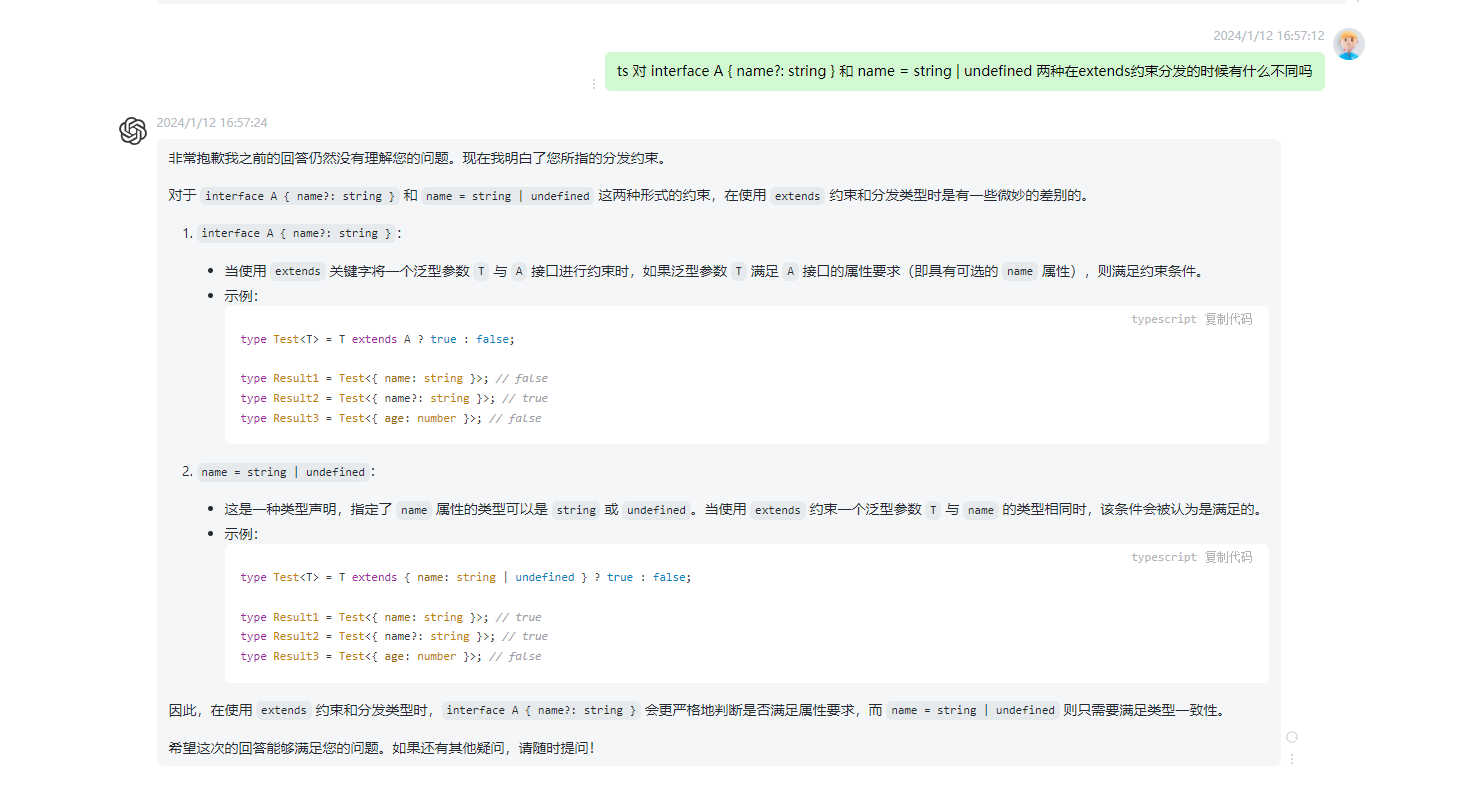 2024/1/12 16:57:12
ts 对 interface A { name?: string } 和 name = string | undefined 两种在extends约束分发的时候有什么不同吗
2024/1/12 16:57:24
非常抱歉我之前的回答仍然没有理解您的问题。现在我明白了您所指的分发约束。
对于 interface A { name?: string } 和 name = string | undefined 这两种形式的约束，在使用 extends 约束和分发类型时是有一些微妙的差别的。
1. interface A { name?: string }：
• 当使用 extends 关键字将一个泛型参数 T 与 A 接口进行约束时，如果泛型参数 T 满足 A 接口的属性要求（即具有可选的 name 属性），则满足约束条件。
• 示例：
typescript 复制代码
type Test<T> = T extends A ? true : false;
type Result1 = Test<{ name: string }>; // false
type Result2 = Test<{ name?: string }>; // true
type Result3 = Test<{ age: number }>; // false
2. name = string | undefined：
• 这是一种类型声明，指定了 name 属性的类型可以是 string 或 undefined。当使用 extends 约束一个泛型参数 T 与 name 的类型相同时，该条件会被认为是满足的。
• 示例：
typescript 复制代码
type Test<T> = T extends { name: string | undefined } ? true : false;
type Result1 = Test<{ name: string }>; // true
type Result2 = Test<{ name?: string }>; // true
type Result3 = Test<{ age: number }>; // false
因此，在使用 extends 约束和分发类型时，interface A { name?: string } 会更严格地判断是否满足属性要求，而 name = string | undefined 则只需要满足类型一致性。
希望这次的回答能够满足您的问题。如果还有其他疑问，请随时提问！